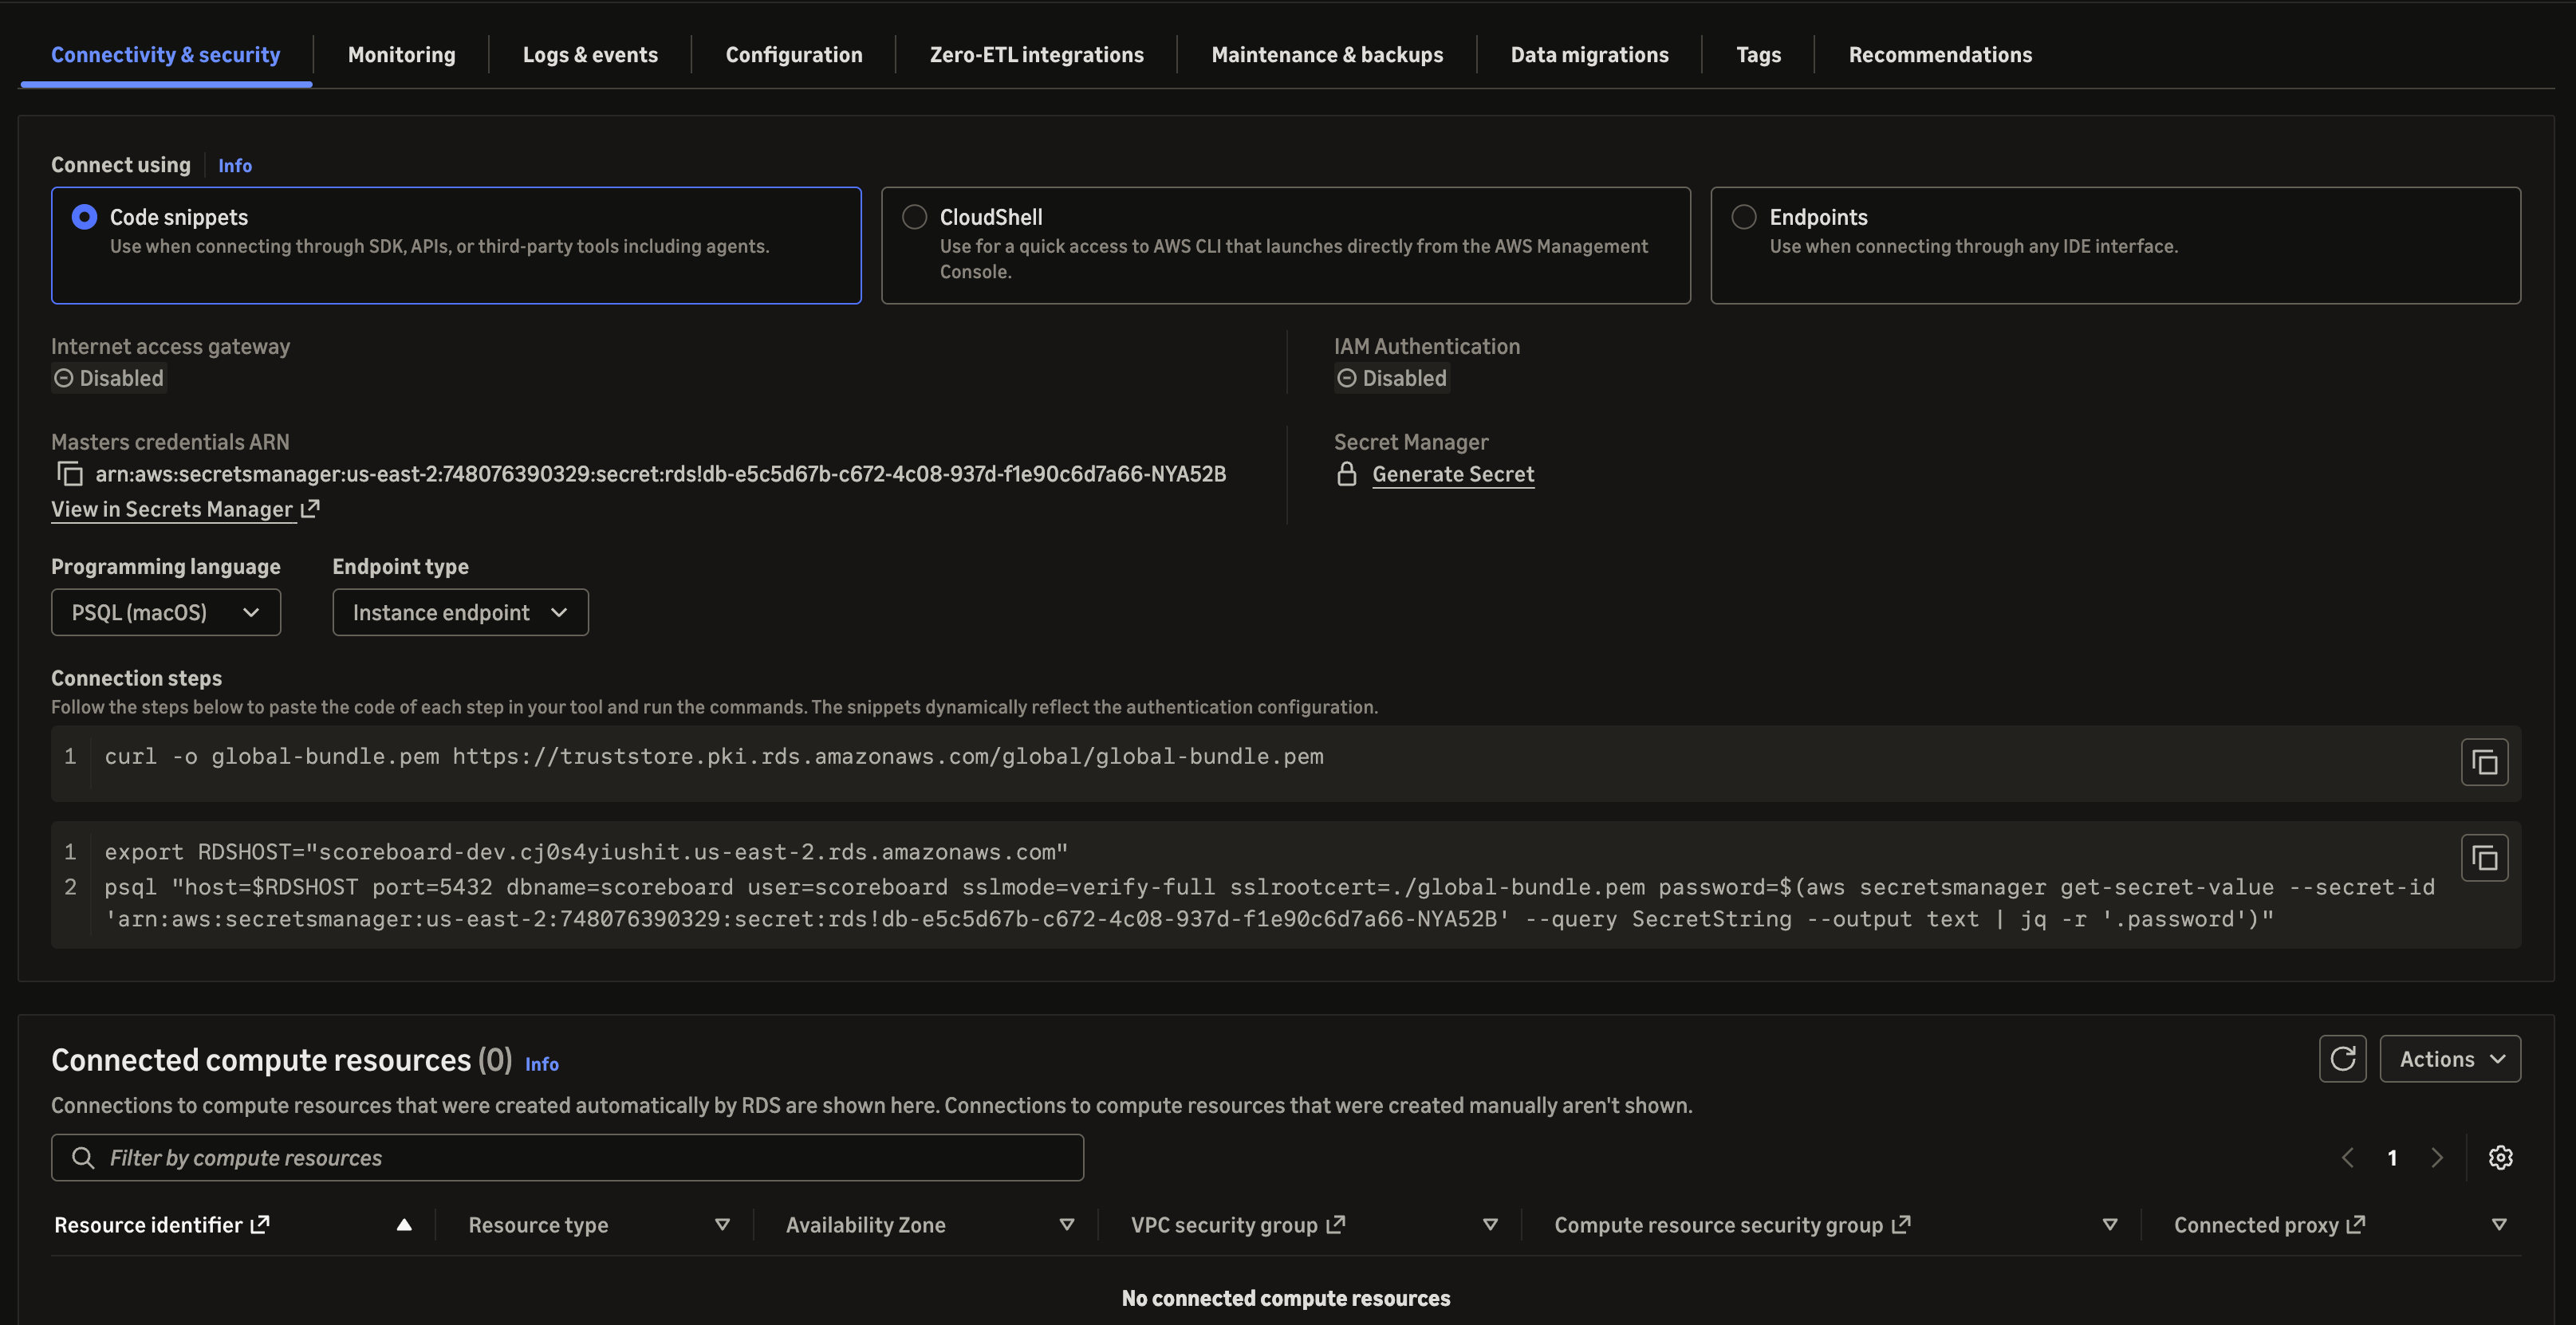 Connectivity & security
Monitoring
Logs & events
Configuration
Zero-ETL integrations
Maintenance & backups
Data migrations
Tags
Recommendations
Connect using
Info
Code snippets
Use when connecting through SDK, APIs, or third-party tools including agents.
CloudShell
Use for a quick access to AWS CLI that launches directly from the AWS Management
Console.
Endpoints
Use when connecting through any IDE interface.
Internet access gateway
Disabled
IAM Authentication
Disabled
Masters credentials ARN
arn:aws:secretsmanager:us-east-2:748076390329:secret:rds!db-e5c5d67b-c672-4c08-937d-f1e90c6d7a66-NYA52B
View in Secrets Manager
Secret Manager
Generate Secret
Programming language
PSQL (macOS)
Endpoint type
Instance endpoint
Connection steps
Follow the steps below to paste the code of each step in your tool and run the commands. The snippets dynamically reflect the authentication configuration.
1 curl -o global-bundle.pem https://truststore.pki.rds.amazonaws.com/global/global-bundle.pem
1 export RDSHOST="scoreboard-dev.cj0s4yiushit.us-east-2.rds.amazonaws.com"
2 psql "host=$RDSHOST port=5432 dbname=scoreboard user=scoreboard sslmode=verify-full sslrootcert=./global-bundle.pem password=$(aws secretsmanager get-secret-value --secret-id
'arn:aws:secretsmanager:us-east-2:748076390329:secret:rds!db-e5c5d67b-c672-4c08-937d-f1e90c6d7a66-NYA52B' --query SecretString --output text | jq -r '.password')"
Connected compute resources (0)
Info
Actions
Connections to compute resources that were created automatically by RDS are shown here. Connections to compute resources that were created manually aren't shown.
Filter by compute resources
1
Resource identifier
Resource type
Availability Zone
VPC security group
Compute resource security group
Connected proxy
No connected compute resources